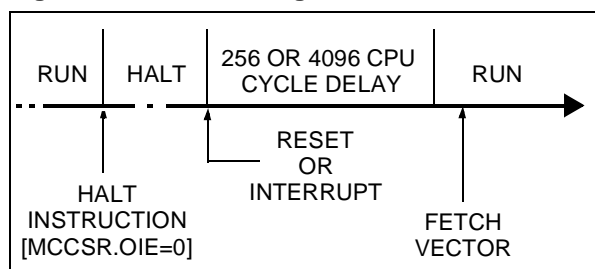 RUN
HALT
256 OR 4096 CPU
CYCLE DELAY
RUN
RESET
OR
INTERRUPT
HALT
INSTRUCTION
[MCCSR.OIE=0]
FETCH
VECTOR